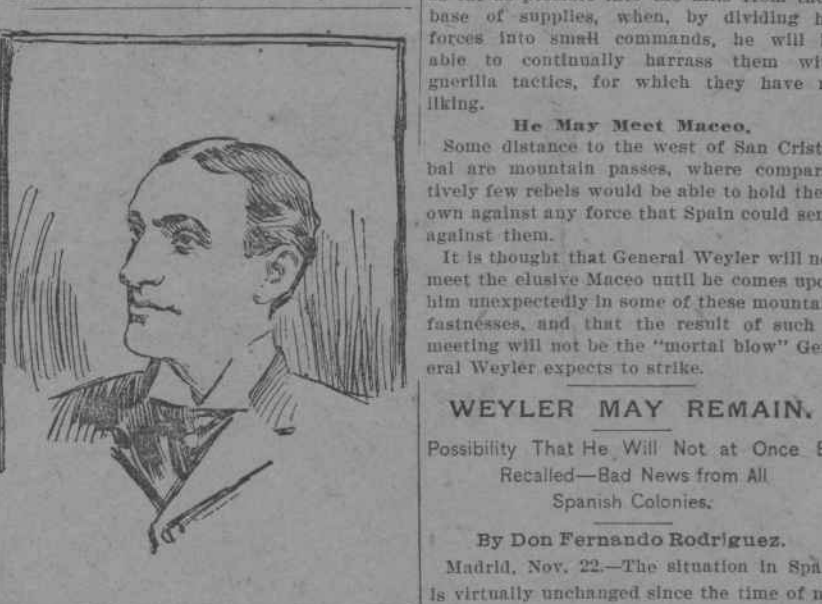 base of supplies, when, by dividing h
forces into small commands, he will
able to continually harrass them wi
guerilla tactics, for which they have
liking.
He May Meet Maceo.
Some distance to the west of San Crist
bal are mountain passes, where compar
tively few rebels would be able to hold the
own against any force that Spain could sen
against them.
It is thought that General Weyler will no
meet the elusive Maceo until he comes upo
him unexpectedly in some of these mounta
fastnesses, and that the result of such
meeting will not be the "mortal blow" Ge
eral Weyler expects to strike.
WEYLER MAY REMAIN.
Possibility That He Will Not at Once B
Recalled—Bad News from All
Spanish Colonies.
By Don Fernando Rodriguez.
Madrid, Nov. 22.—The situation in Spa
is virtually unchanged since the time of m